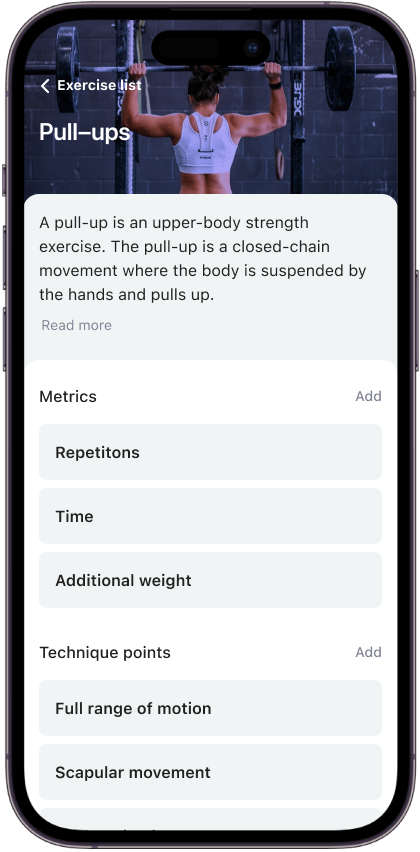 Exercise list
Pull–ups
A pull-up is an upper-body strength
exercise. The pull-up is a closed-chain
movement where the body is suspended by
the hands and pulls up.
Read more
Metrics
Add
Repetitons
Time
Additional weight
Technique points
Add
Full range of motion
Scapular movement